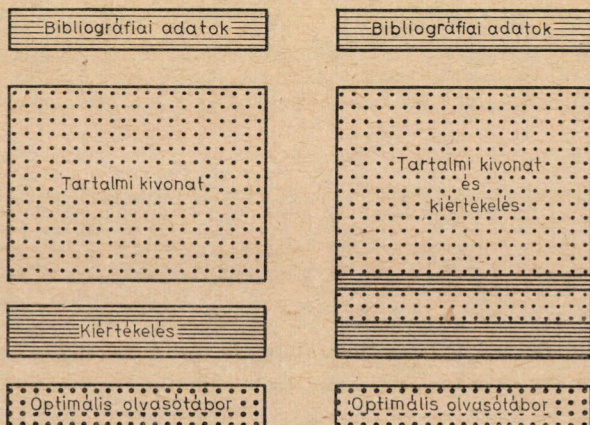 Bibliográfiai adatok
Tartalmi kivonat
Kiértékelés
Optimális olvasótábor
Bibliográfiai adatok
Tartalmi kivonat
és
kiértékelés
Optimális olvasótábor